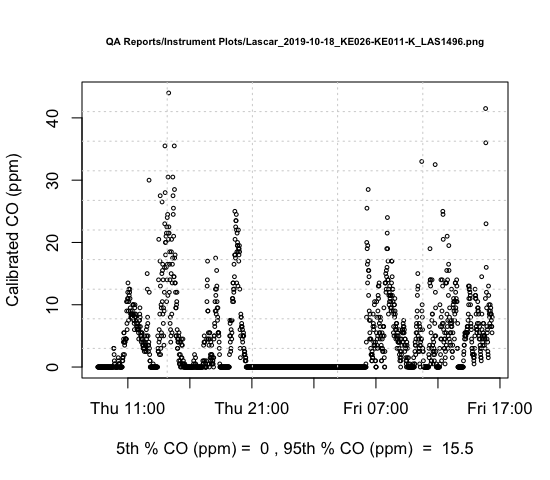 QA Reports/Instrument Plots/Lascar_2019-10-18_KE026-KE011-K_LAS1496.png
Calibrated CO (ppm)
40
30
20
10
0
Thu 11:00 Thu 21:00 Fri 07:00 Fri 17:00
5th % CO (ppm) = 0 , 95th % CO (ppm) = 15.5